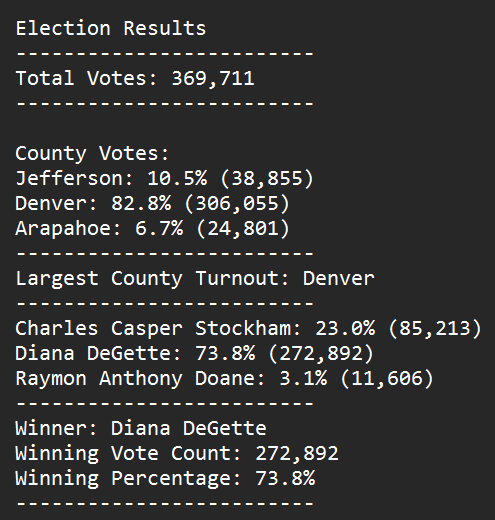 Election Results
-------------------------
Total Votes: 369,711
-------------------------

County Votes:
Jefferson: 10.5% (38,855)
Denver: 82.8% (306,055)
Arapahoe: 6.7% (24,801)
-------------------------
Largest County Turnout: Denver
-------------------------
Charles Casper Stockham: 23.0% (85,213)
Diana DeGette: 73.8% (272,892)
Raymon Anthony Doane: 3.1% (11,606)
-------------------------
Winner: Diana DeGette
Winning Vote Count: 272,892
Winning Percentage: 73.8%
-------------------------